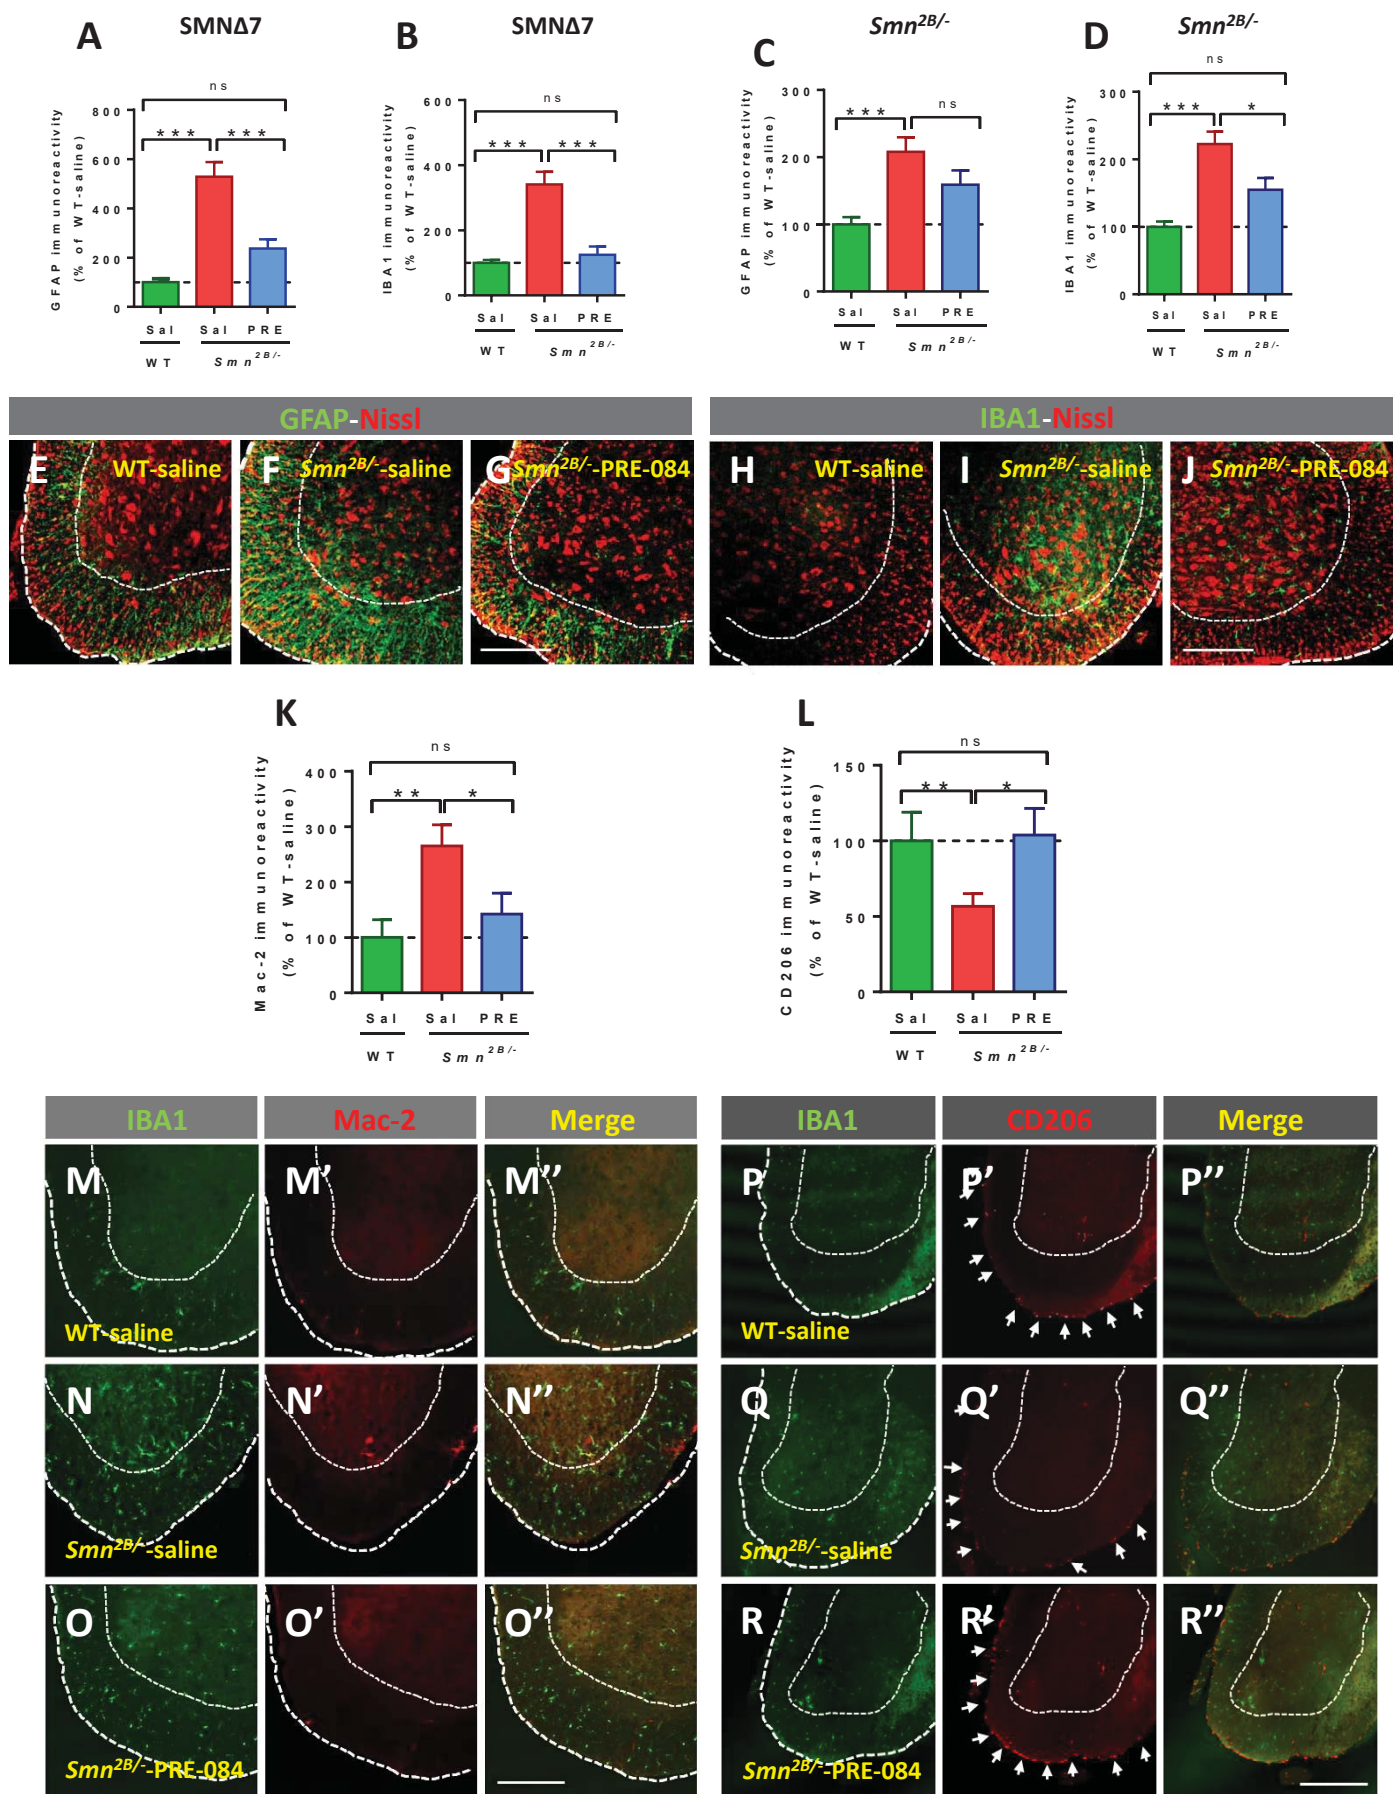 A SMNΔ7
B SMNΔ7
C Smn2B/-
D Smn2B/-
ns
***
***
GFAP immunoreactivity
(% of WT-saline)
800
600
400
200
0
Sal
Sal
PRE
WT
Smn2B/-
ns
***
***
IBA1 immunoreactivity
(% of WT-saline)
600
400
200
0
Sal
Sal
PRE
WT
Smn2B/-
***
ns
GFAP immunoreactivity
(% of WT-saline)
300
200
100
0
Sal
Sal
PRE
WT
Smn2B/-
ns
***
*
IBA1 immunoreactivity
(% of WT-saline)
300
200
100
0
Sal
Sal
PRE
WT
Smn2B/-
GFAP-Nissl
IBA1-Nissl
E WT-saline
F Smn2B/--saline
G Smn2B/--PRE-084
H WT-saline
I Smn2B/--saline
J Smn2B/--PRE-084
K
ns
**
*
Mac-2 immunoreactivity
(% of WT-saline)
400
300
200
100
0
Sal
Sal
PRE
WT
Smn2B/-
L
ns
**
*
CD206 immunoreactivity
(% of WT-saline)
150
100
50
0
Sal
Sal
PRE
WT
Smn2B/-
IBA1
Mac-2
Merge
IBA1
CD206
Merge
M
M'
M''
WT-saline
P
P'
P''
WT-saline
N
N'
N''
Smn2B/--saline
Q
Q'
Q''
Smn2B/--saline
O
O'
O''
Smn2B/--PRE-084
R
R'
R''
Smn2B/--PRE-084